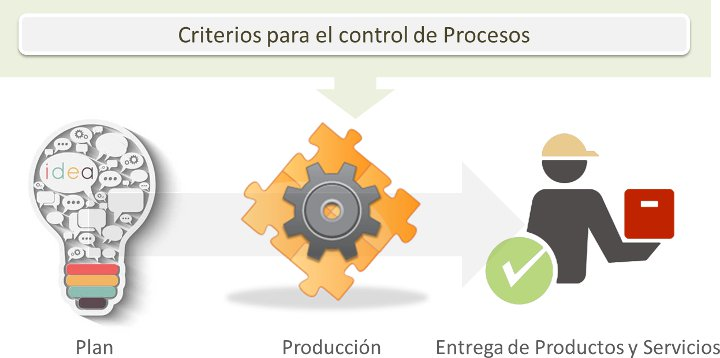 Criterios para el control de Procesos
idea
Plan
Producción
Entrega de Productos y Servicios